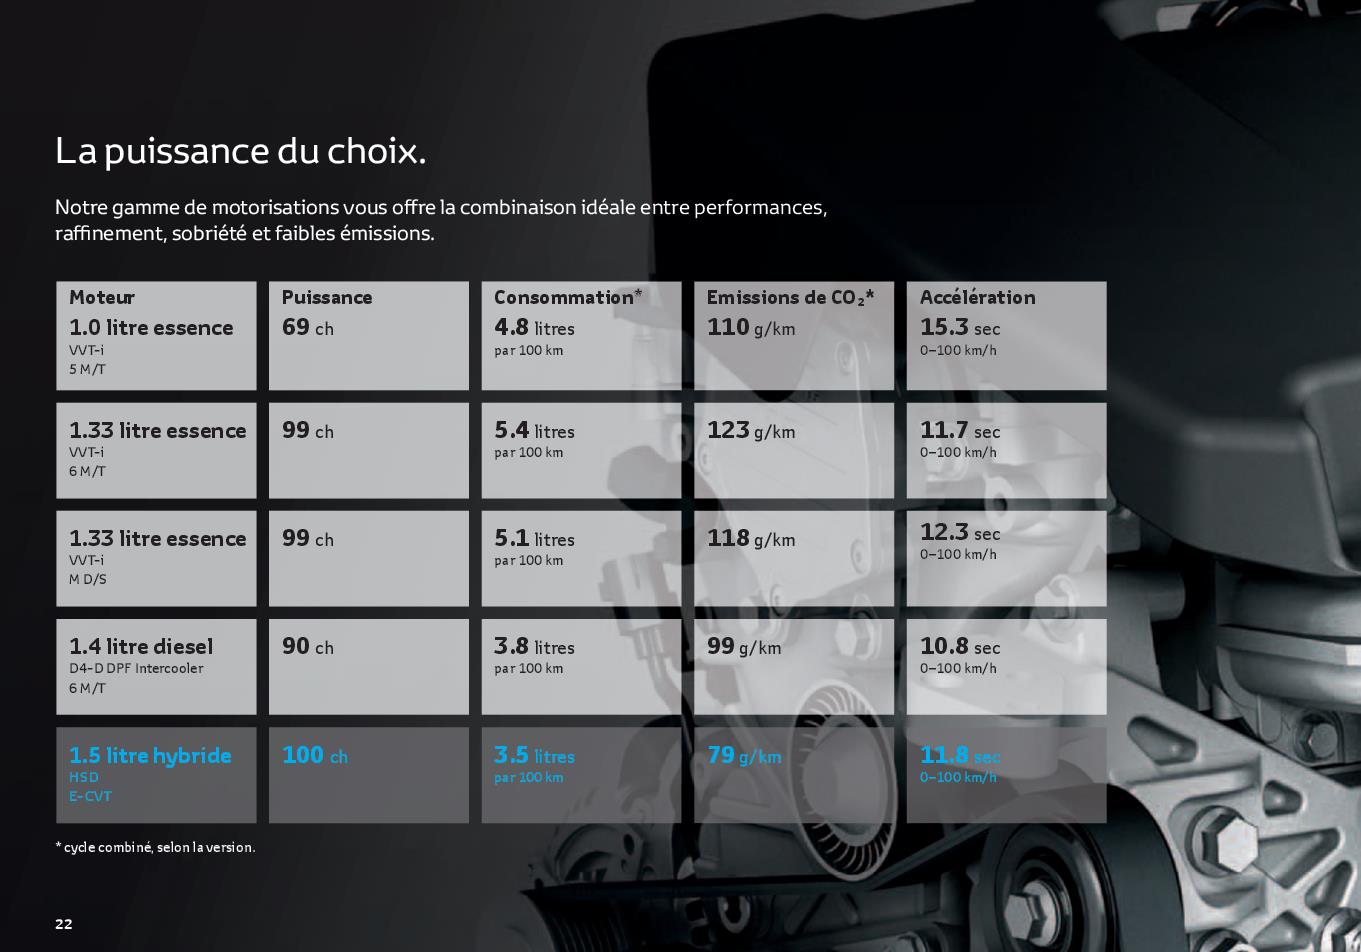 La puissance du choix.
Notre gamme de motorisations vous offre la combinaison idéale entre performances,
raffinement, sobriété et faibles émissions.
Moteur Puissance Consommation* Emissions de CO₂* Accélération
1.0 litre essence 69 ch 4.8 litres 110 g/km 15.3 sec
VVT-i par 100 km 0–100 km/h
5 M/T
1.33 litre essence 99 ch 5.4 litres 123 g/km 11.7 sec
VVT-i par 100 km 0–100 km/h
6 M/T
1.33 litre essence 99 ch 5.1 litres 118 g/km 12.3 sec
VVT-i par 100 km 0–100 km/h
M D/S
1.4 litre diesel 90 ch 3.8 litres 99 g/km 10.8 sec
D4-D DPF Intercooler par 100 km 0–100 km/h
6 M/T
1.5 litre hybride 100 ch 3.5 litres 79 g/km 11.8 sec
HSD par 100 km 0–100 km/h
E-CVT
* cycle combiné, selon la version.
22